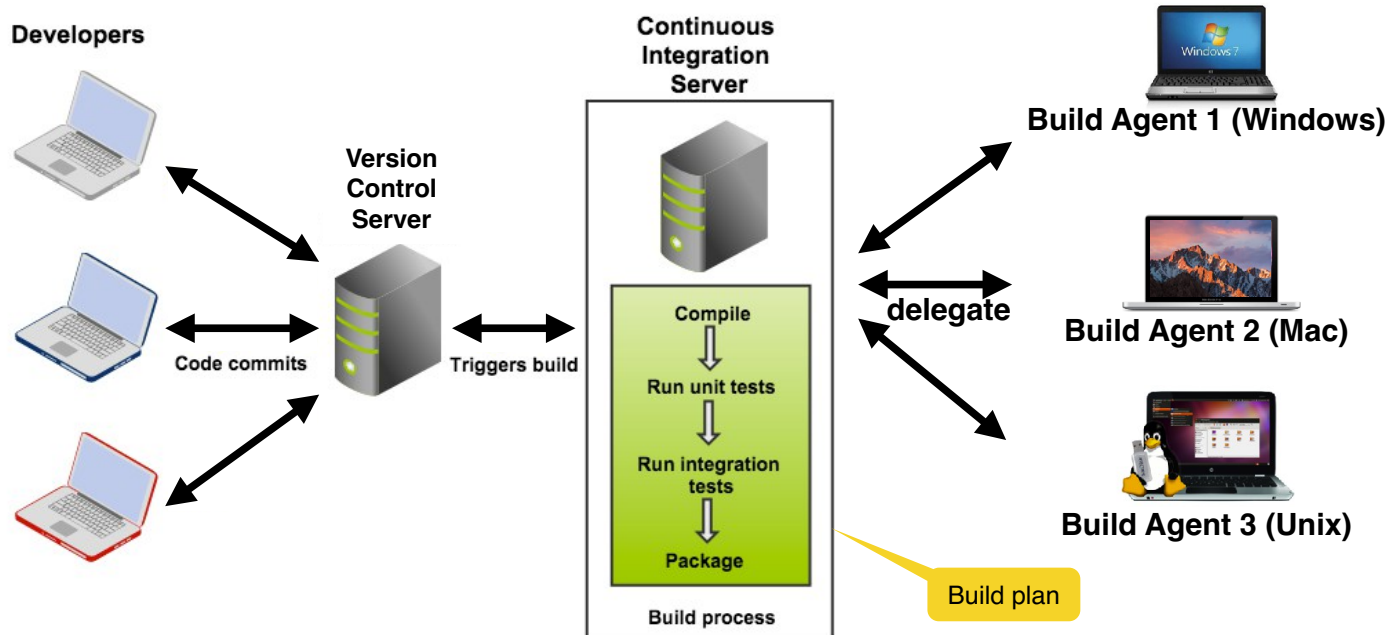 Developers
Version
Control
Server
Code commits
Triggers build
Continuous
Integration
Server
Compile
Run unit tests
Run integration
tests
Package
Build process
Build plan
delegate
Windows 7
Build Agent 1 (Windows)
Build Agent 2 (Mac)
Build Agent 3 (Unix)